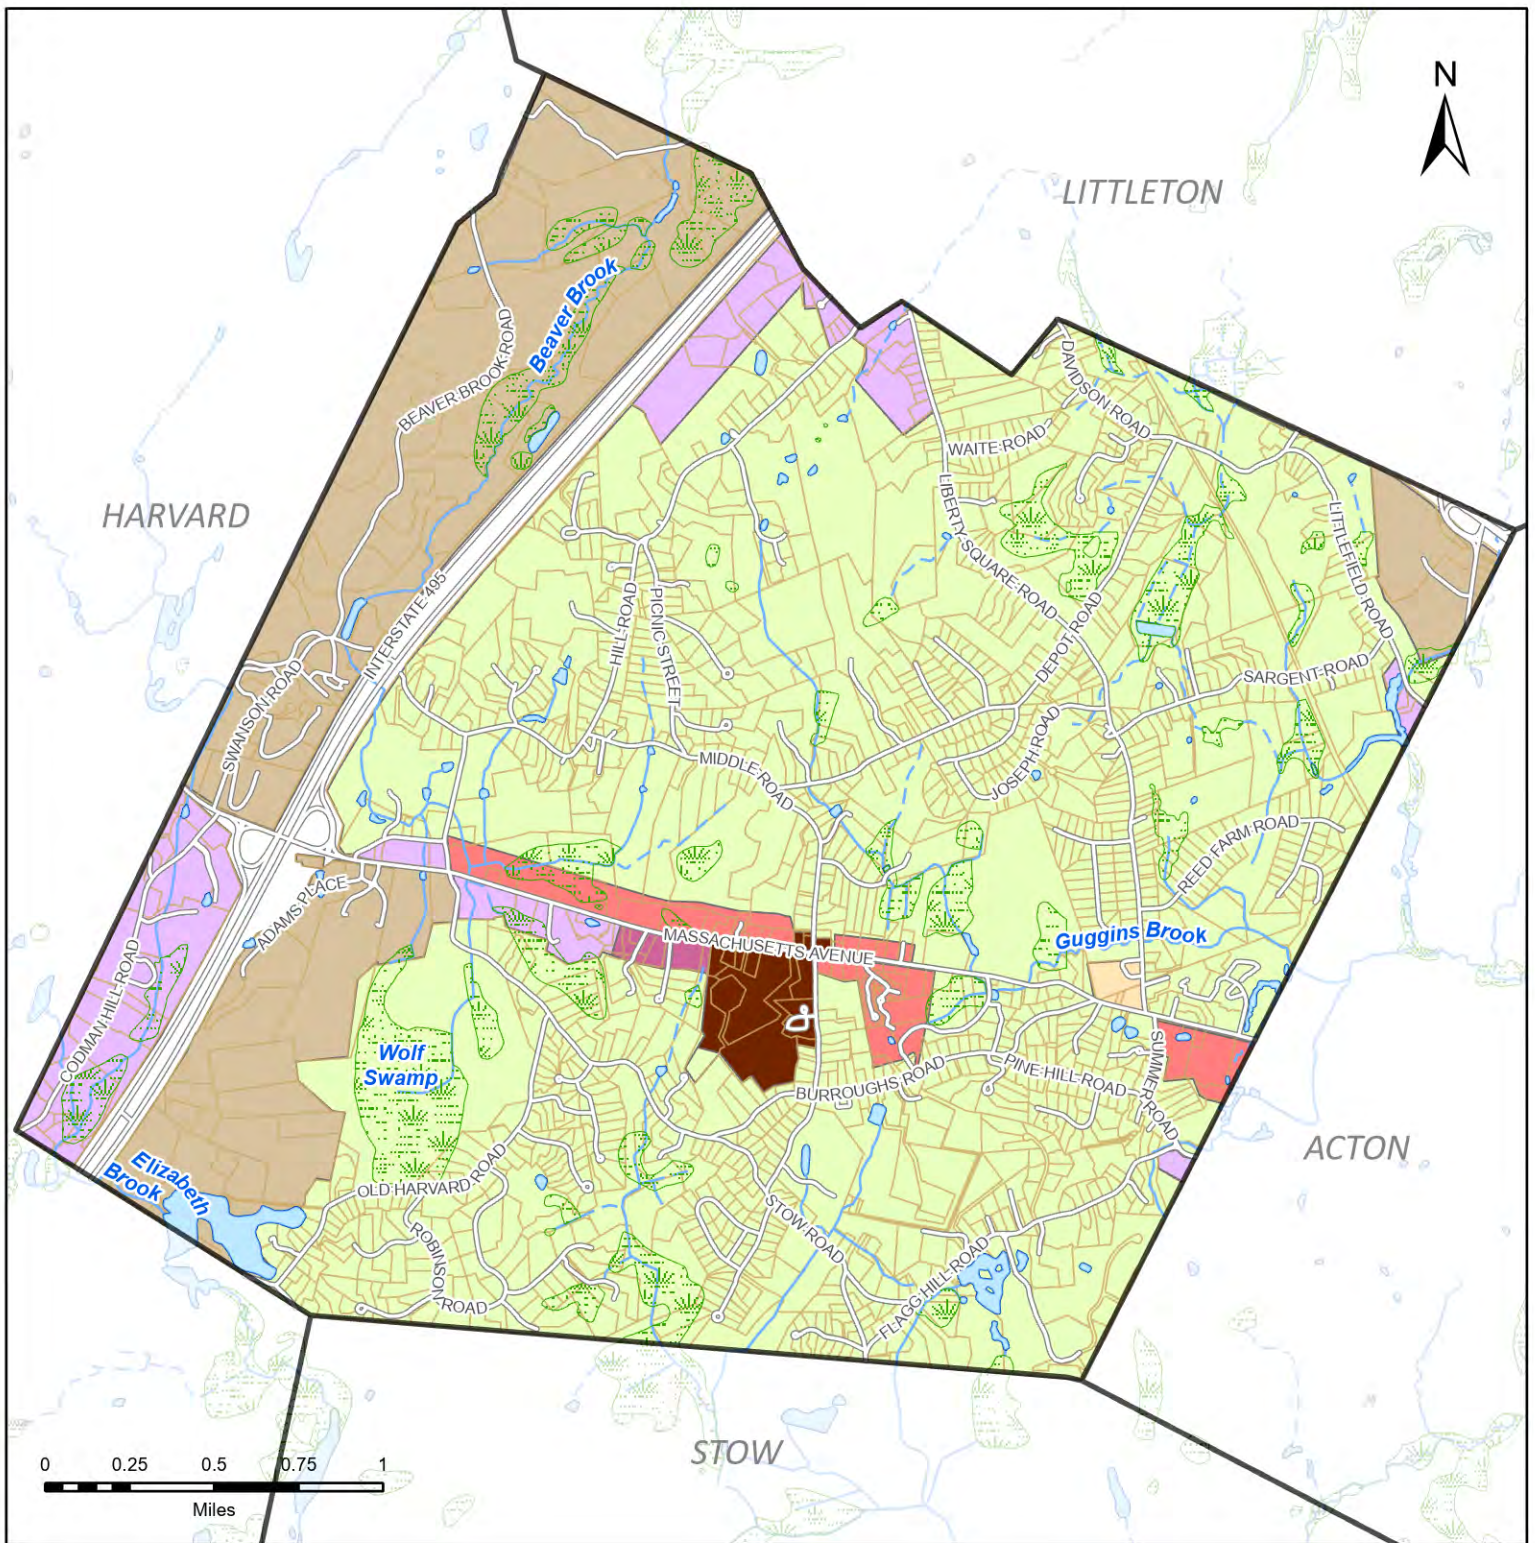 N
LITTLETON
Beaver Brook
BEAVER BROOK ROAD
DAVIDSON ROAD
WAITE ROAD
HARVARD
LIBERTY SQUARE ROAD
LITTLEFIELD ROAD
INTERSTATE 495
HILL ROAD
PICNIC STREET
DEPOT ROAD
SARGENT ROAD
SWANSON ROAD
MIDDLE ROAD
JOSEPH ROAD
REED FARM ROAD
ADAMS PLACE
MASSACHUSETTS AVENUE
Guggins Brook
CODMAN HILL ROAD
Wolf
Swamp
BURROUGHS ROAD
PINE HILL ROAD
SUMMER ROAD
ACTON
Elizabeth
Brook
OLD HARVARD ROAD
ROBINSON ROAD
STOW ROAD
FLAGG HILL ROAD
STOW
0 0.25 0.5 0.75 1
Miles